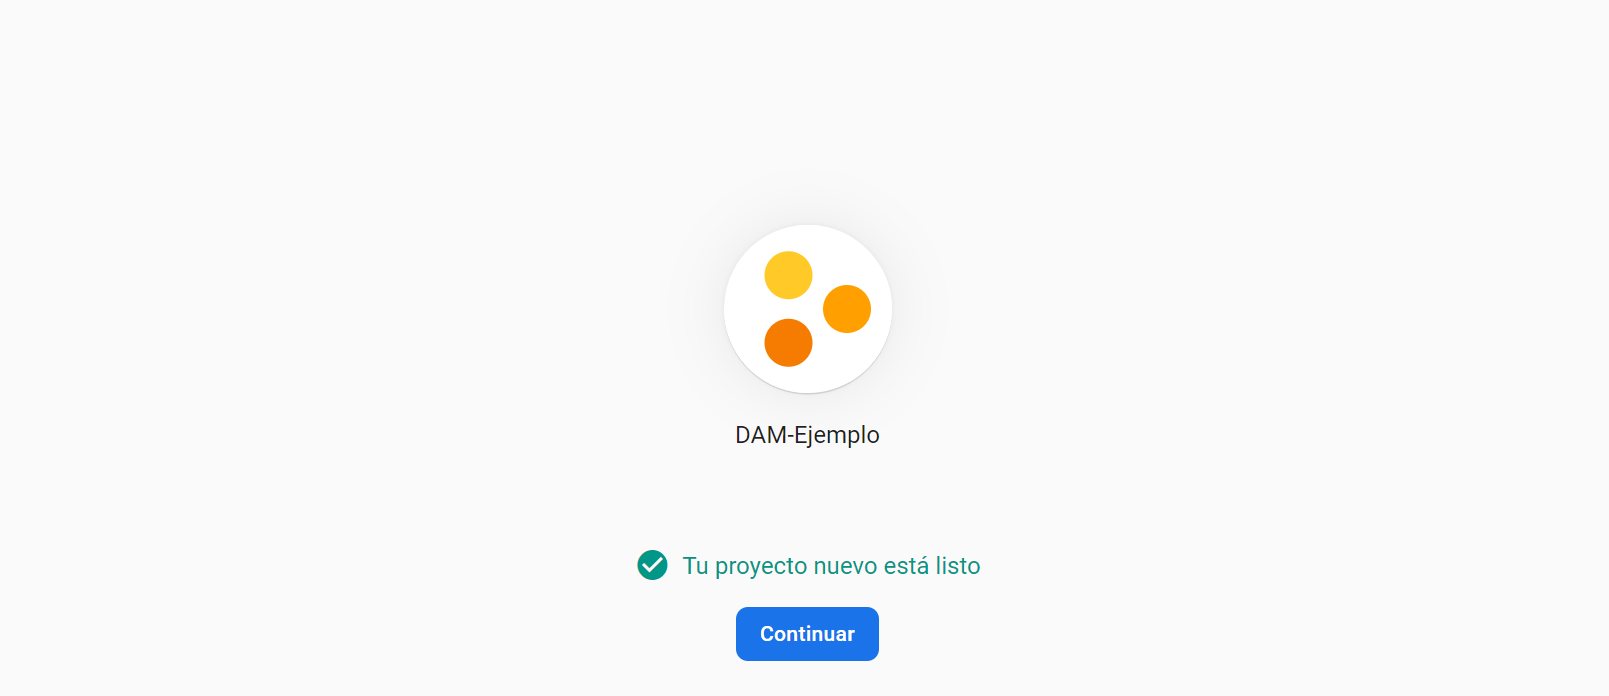 DAM-Ejemplo
Tu proyecto nuevo está listo
Continuar